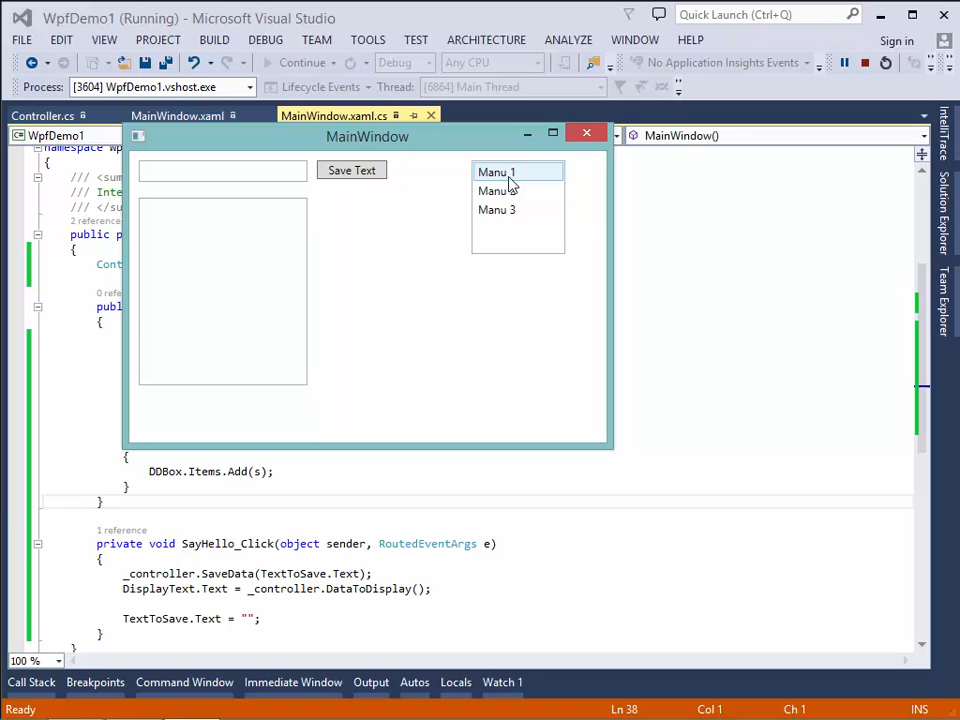 WpfDemo1 (Running) - Microsoft Visual Studio
Quick Launch (Ctrl+Q)
FILE EDIT VIEW PROJECT BUILD DEBUG TEAM TOOLS TEST ARCHITECTURE ANALYZE WINDOW HELP
Sign in
Continue Debug Any CPU No Application Insights Events
Process: [3604] WpfDemo1.vshost.exe Lifecycle Events Thread: [6864] Main Thread
Controller.cs MainWindow.xaml MainWindow.xaml.cs
WpfDemo1 MainWindow()
MainWindow
Save Text
Manu 1
Manu
Manu 3
namespace
{
/// <sum
/// Inte
/// </su
2 reference
public p
{
Cont
0 refe
publ
{
{
DDBox.Items.Add(s);
}
}
1 reference
private void SayHello_Click(object sender, RoutedEventArgs e)
{
_controller.SaveData(TextToSave.Text);
DisplayText.Text = _controller.DataToDisplay();
TextToSave.Text = "";
}
}
IntelliTrace
Solution Explorer
Team Explorer
100 %
Call Stack Breakpoints Command Window Immediate Window Output Autos Locals Watch 1
Ready Ln 38 Col 1 Ch 1 INS